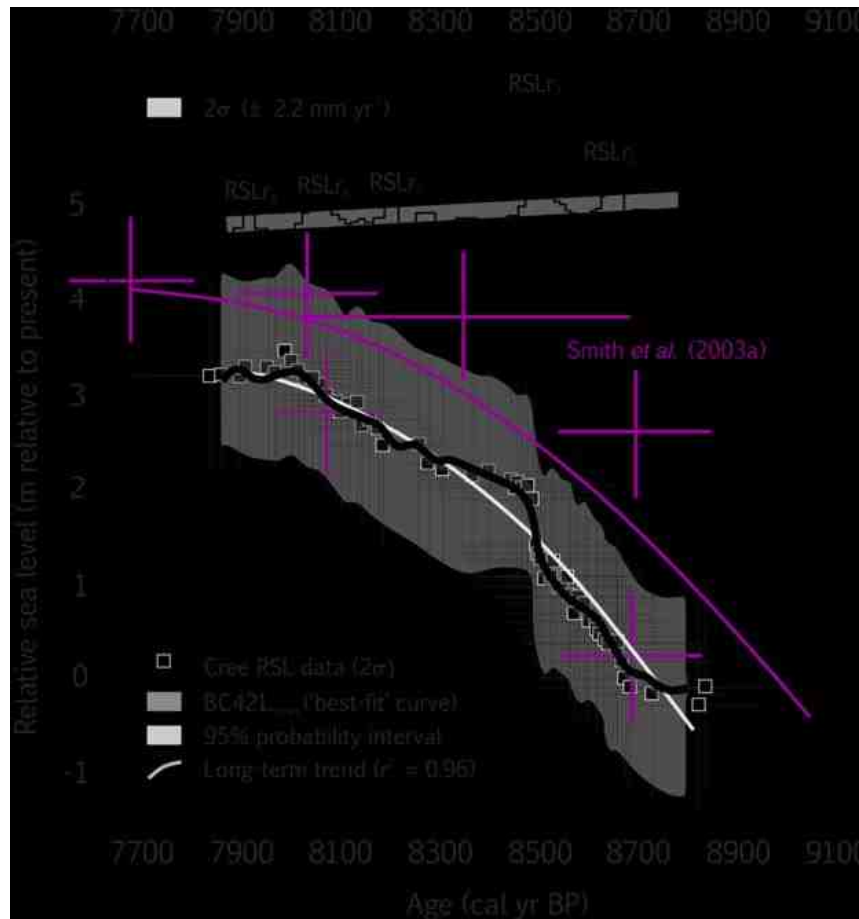 7700 7900 8100 8300 8500 8700 8900 9100
RSLr
2σ (± 2.2 mm yr⁻¹)
RSLr
RSLr RSLr RSLr
5
4
3
2
1
0
-1
Relative sea level (m relative to present)
Smith et al. (2003a)
Cree RSL data (2σ)
BC421 ('best-fit' curve)
95% probability interval
Long-term trend (r² = 0.96)
7700 7900 8100 8300 8500 8700 8900 9100
Age (cal yr BP)